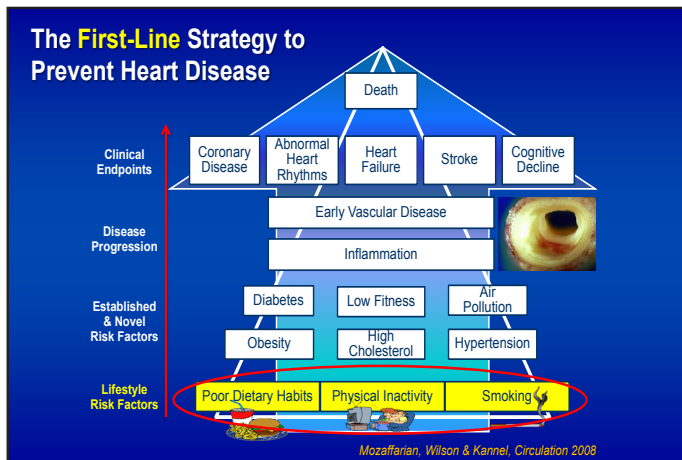 The First-Line Strategy to
Prevent Heart Disease
Death
Clinical
Endpoints
Coronary
Disease
Abnormal
Heart
Rhythms
Heart
Failure
Stroke
Cognitive
Decline
Disease
Progression
Early Vascular Disease
Inflammation
Established
& Novel
Risk Factors
Diabetes
Low Fitness
Air
Pollution
Obesity
High
Cholesterol
Hypertension
Lifestyle
Risk Factors
Poor Dietary Habits
Physical Inactivity
Smoking
Mozaffarian, Wilson & Kannel, Circulation 2008